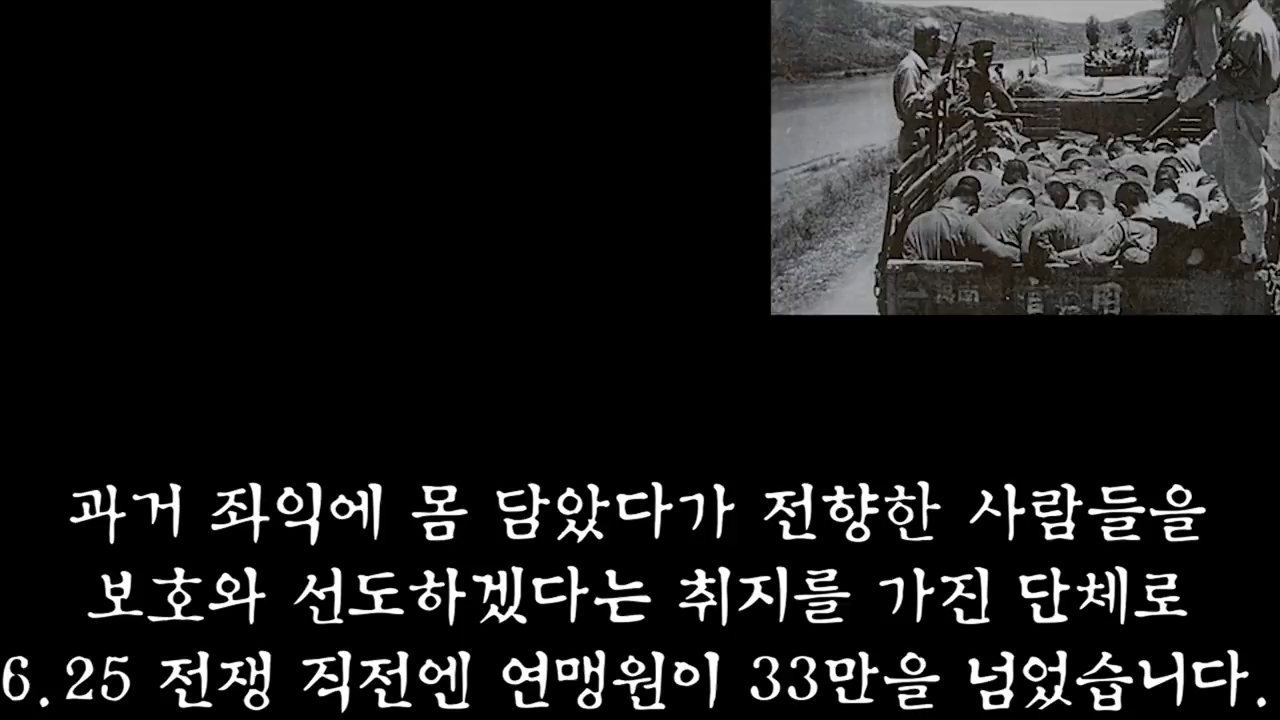 과거 좌익에 몸 담았다가 전향한 사람들을
보호와 선도하겠다는 취지를 가진 단체로
6.25 전쟁 직전엔 연맹원이 33만을 넘었습니다.